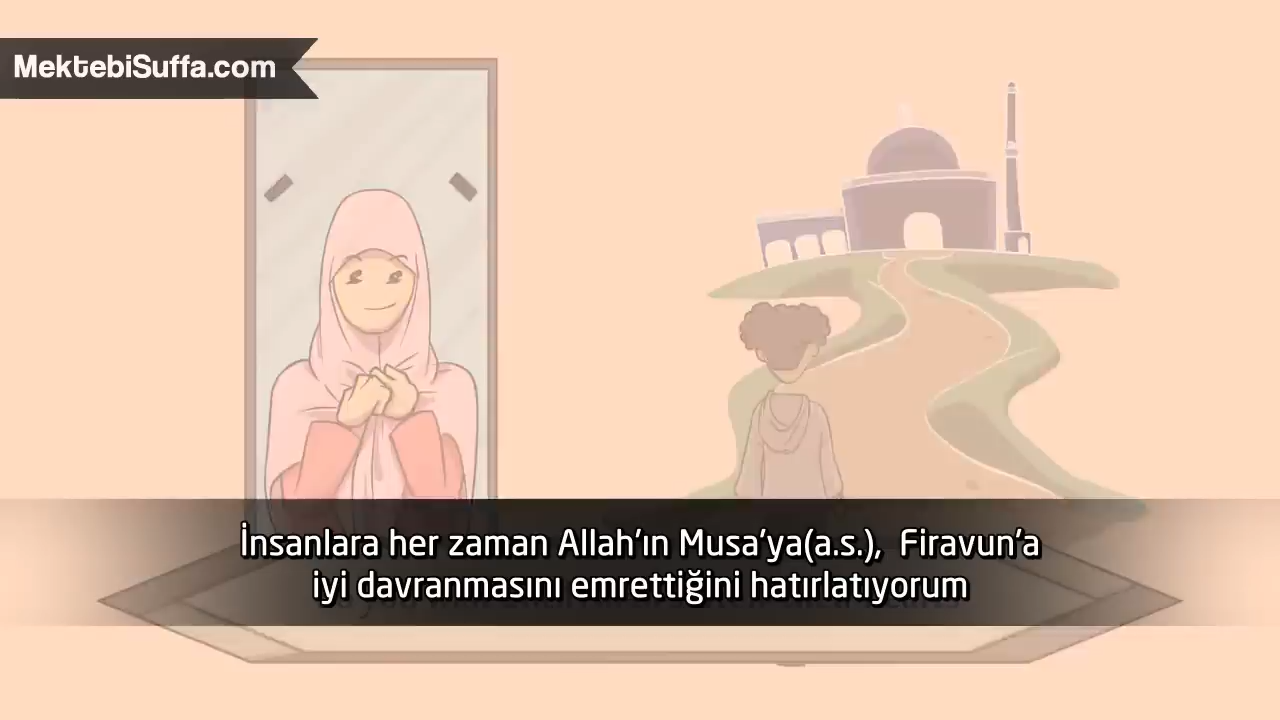 MektebiSuffa.com
İnsanlara her zaman Allah'ın Musa'ya(a.s.), Firavun'a
iyi davranmasını emrettiğini hatırlatıyorum